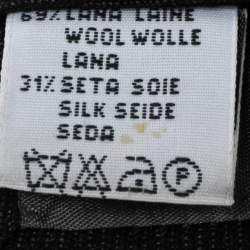 69% LANA LAINE
WOOL WOLLE
LANA
31% SETA SOIE
SILK SEIDE
SEDA
P